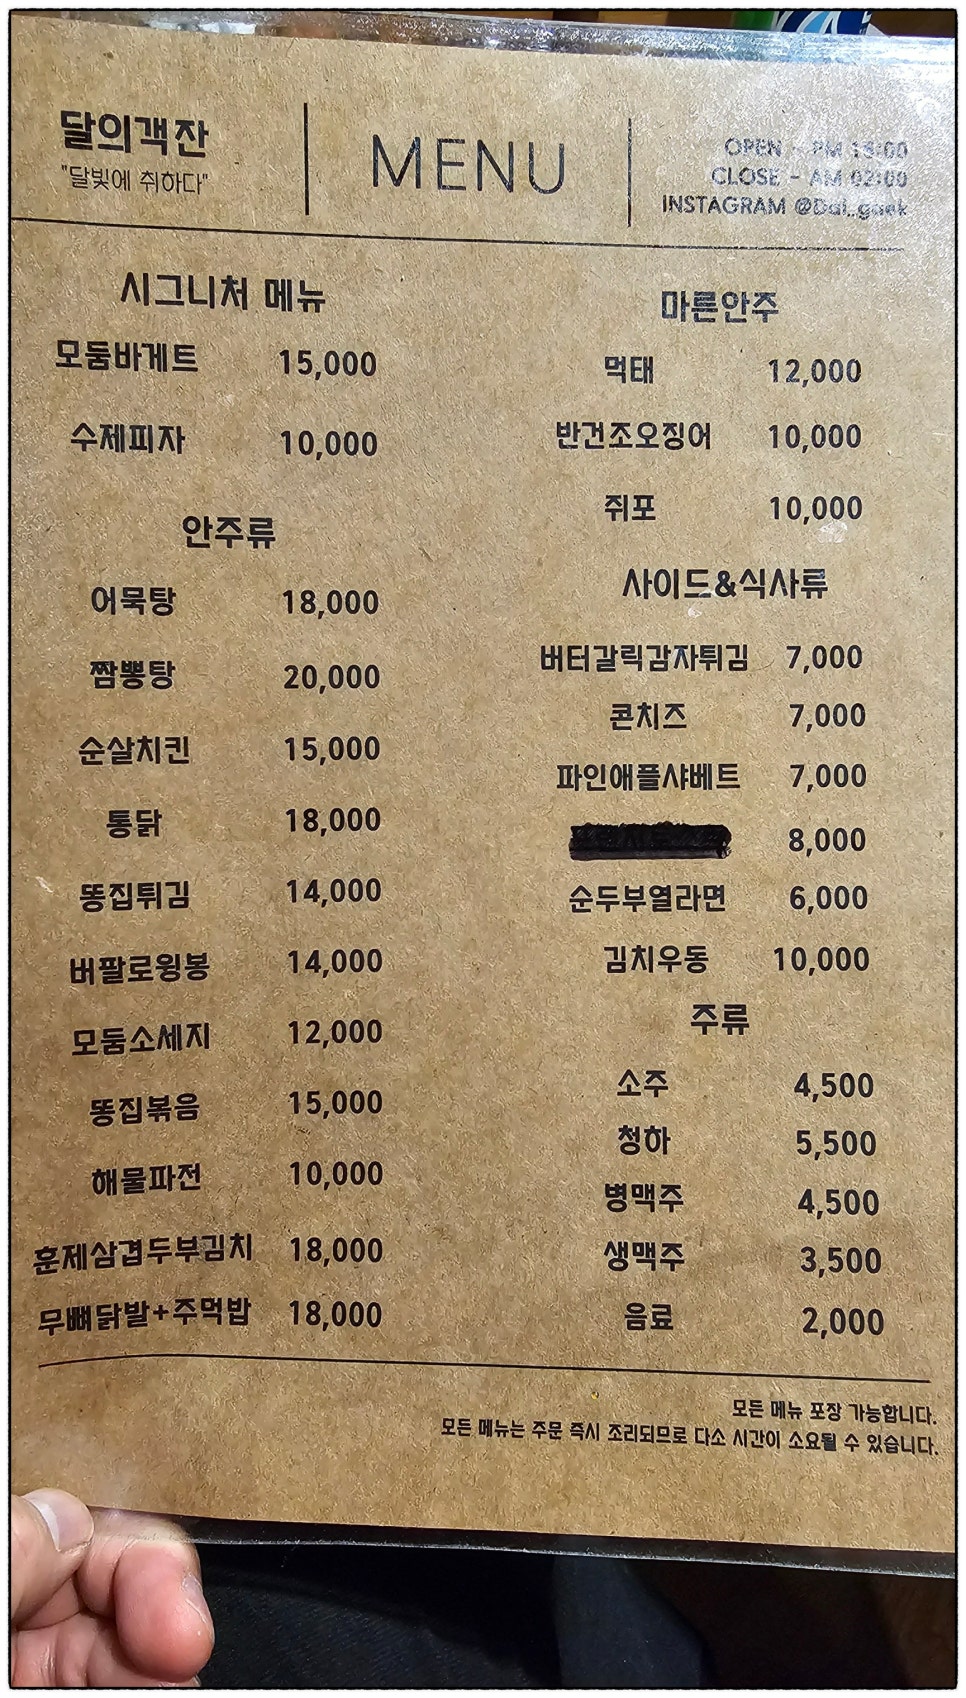 달의객잔
"달빛에 취하다"
MENU
OPEN - PM 18:00
CLOSE - AM 02:00
INSTAGRAM @Dal_gaek
시그니처 메뉴
모둠바게트 15,000
수제피자 10,000
안주류
어묵탕 18,000
짬뽕탕 20,000
순살치킨 15,000
통닭 18,000
똥집튀김 14,000
버팔로윙봉 14,000
모둠소세지 12,000
똥집볶음 15,000
해물파전 10,000
훈제삼겹두부김치 18,000
무뼈닭발+주먹밥 18,000
마른안주
먹태 12,000
반건조오징어 10,000
쥐포 10,000
사이드&식사류
버터갈릭감자튀김 7,000
콘치즈 7,000
파인애플샤베트 7,000
8,000
순두부열라면 6,000
김치우동 10,000
주류
소주 4,500
청하 5,500
병맥주 4,500
생맥주 3,500
음료 2,000
모든 메뉴 포장 가능합니다.
모든 메뉴는 주문 즉시 조리되므로 다소 시간이 소요될 수 있습니다.